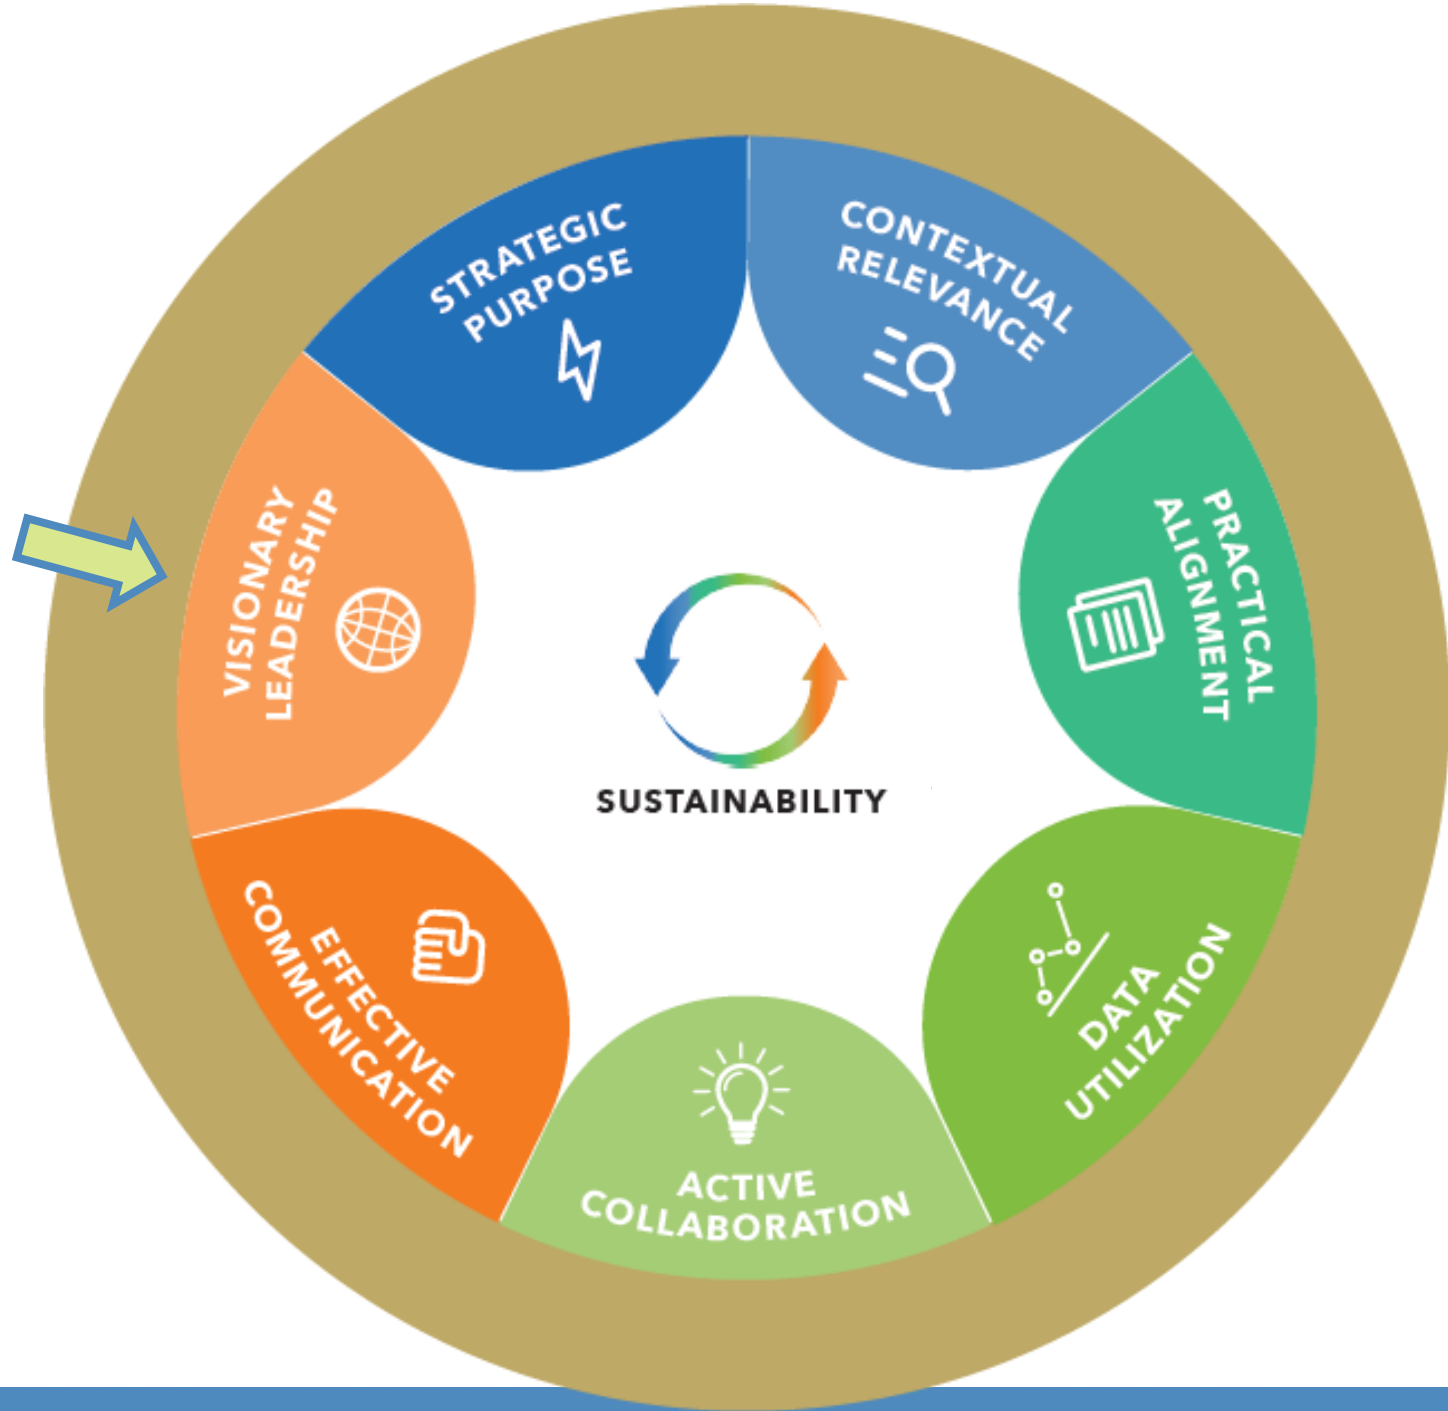 STRATEGIC
PURPOSE
CONTEXTUAL
RELEVANCE
PRACTICAL
ALIGNMENT
DATA
UTILIZATION
ACTIVE
COLLABORATION
EFFECTIVE
COMMUNICATION
VISIONARY
LEADERSHIP
SUSTAINABILITY